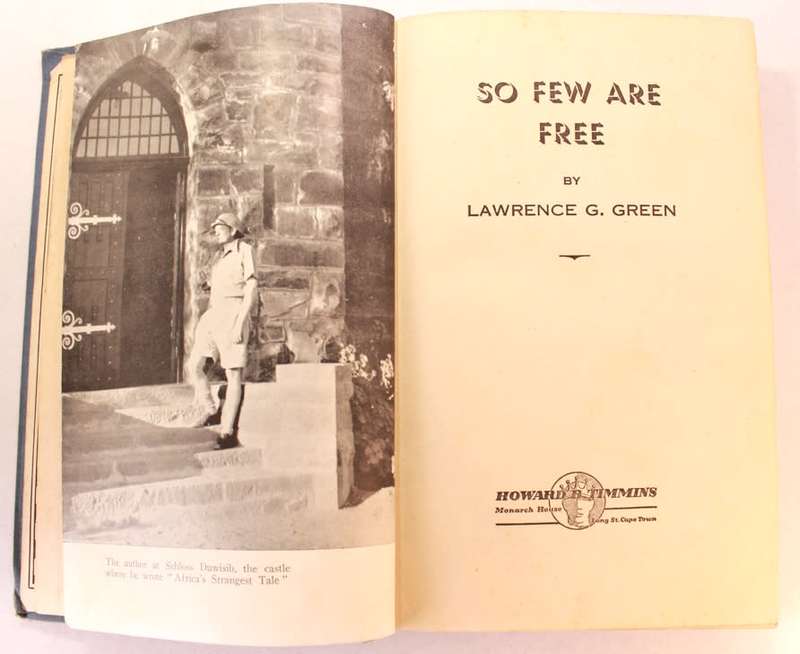 The author at Schloss Duwisib, the castle
where he wrote "Africa's Strangest Tale"
SO FEW ARE
FREE
BY
LAWRENCE G. GREEN
HOWARD B. TIMMINS
Monarch House
Long St. Cape Town